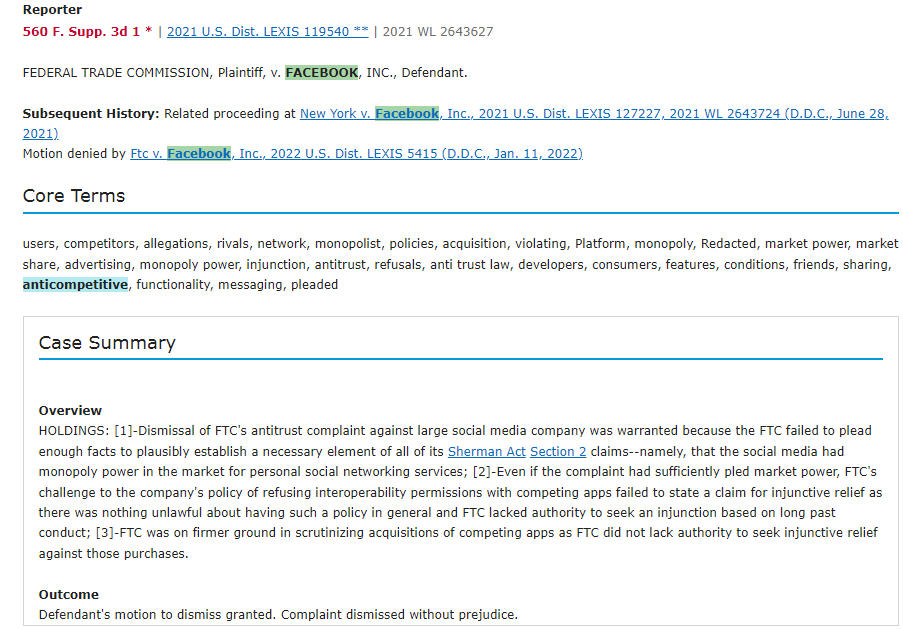 Reporter
560 F. Supp. 3d 1 * | 2021 U.S. Dist. LEXIS 119540 ** | 2021 WL 2643627
FEDERAL TRADE COMMISSION, Plaintiff, v. FACEBOOK, INC., Defendant.
Subsequent History: Related proceeding at New York v. Facebook, Inc., 2021 U.S. Dist. LEXIS 127227, 2021 WL 2643724 (D.D.C., June 28,
2021)
Motion denied by Ftc v. Facebook, Inc., 2022 U.S. Dist. LEXIS 5415 (D.D.C., Jan. 11, 2022)
Core Terms
users, competitors, allegations, rivals, network, monopolist, policies, acquisition, violating, Platform, monopoly, Redacted, market power, market
share, advertising, monopoly power, injunction, antitrust, refusals, anti trust law, developers, consumers, features, conditions, friends, sharing,
anticompetitive, functionality, messaging, pleaded
Case Summary
Overview
HOLDINGS: [1]-Dismissal of FTC's antitrust complaint against large social media company was warranted because the FTC failed to plead
enough facts to plausibly establish a necessary element of all of its Sherman Act Section 2 claims--namely, that the social media had
monopoly power in the market for personal social networking services; [2]-Even if the complaint had sufficiently pled market power, FTC's
challenge to the company's policy of refusing interoperability permissions with competing apps failed to state a claim for injunctive relief as
there was nothing unlawful about having such a policy in general and FTC lacked authority to seek an injunction based on long past
conduct; [3]-FTC was on firmer ground in scrutinizing acquisitions of competing apps as FTC did not lack authority to seek injunctive relief
against those purchases.
Outcome
Defendant's motion to dismiss granted. Complaint dismissed without prejudice.